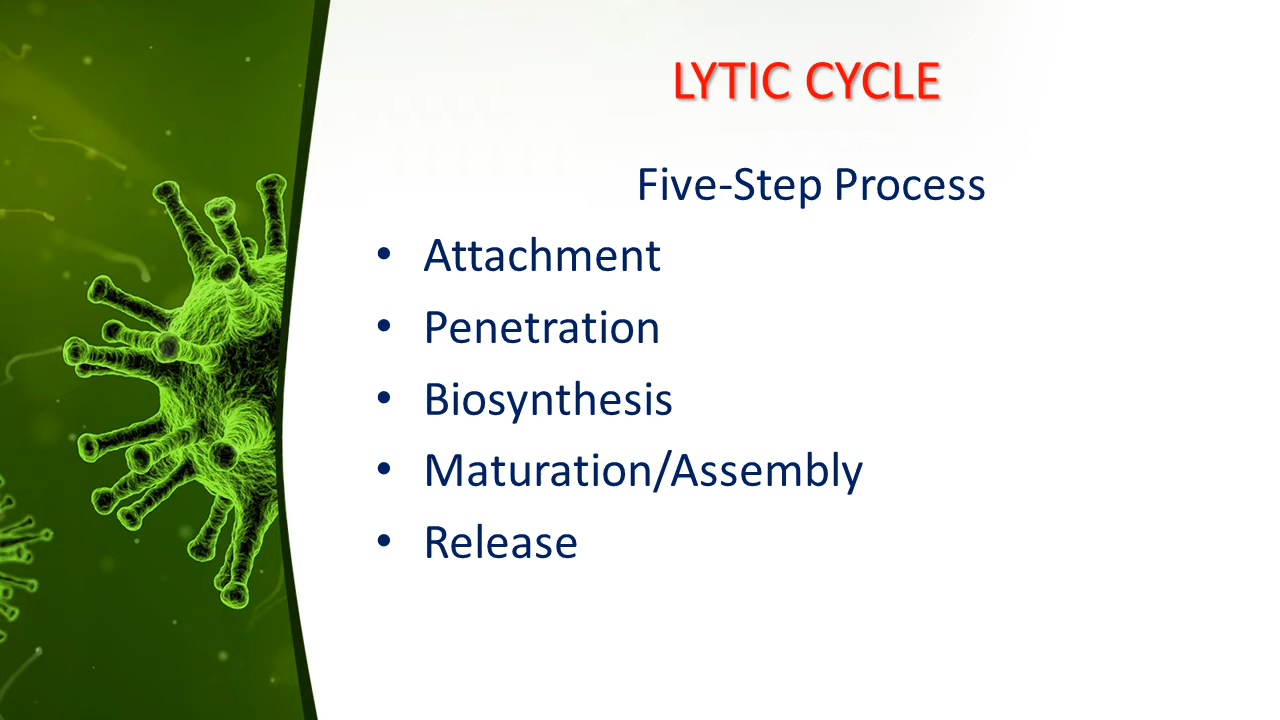 LYTIC CYCLE
Five-Step Process
• Attachment
• Penetration
• Biosynthesis
• Maturation/Assembly
• Release